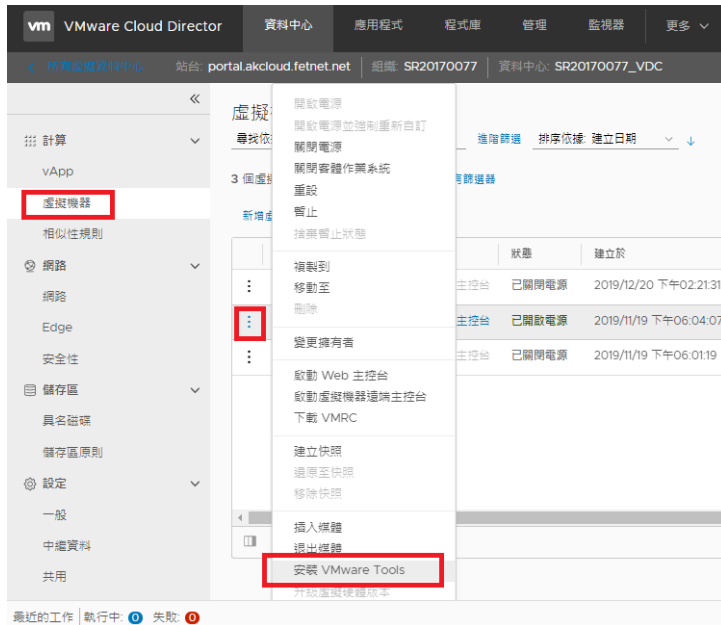 vm VMware Cloud Director 資料中心 應用程式 程式庫 管理 監視器 更多
站台: portal.akcloud.fetnet.net 組織: SR20170077 資料中心: SR20170077_VDC
計算
vApp
虛擬機器
相似性規則
網路
網路
Edge
安全性
儲存區
具名磁碟
儲存區原則
設定
一般
中繼資料
共用
虛擬
尋找依
進階篩選 排序依據: 建立日期
3 個虛擬
篩選器
新增虛
狀態 建立於
主控台 已關閉電源 2019/12/20 下午02:21:31
主控台 已開啟電源 2019/11/19 下午06:04:07
主控台 已關閉電源 2019/11/19 下午06:01:19
開啟電源
開啟電源並強制重新自訂
關閉電源
關閉客體作業系統
重設
暫止
捨棄暫止狀態
複製到
移動至
刪除
變更擁有者
啟動 Web 主控台
啟動虛擬機器遠端主控台
下載 VMRC
建立快照
還原至快照
移除快照
插入媒體
退出媒體
安裝 VMware Tools
升級虛擬硬體版本
最近的工作 執行中: 0 失敗: 0